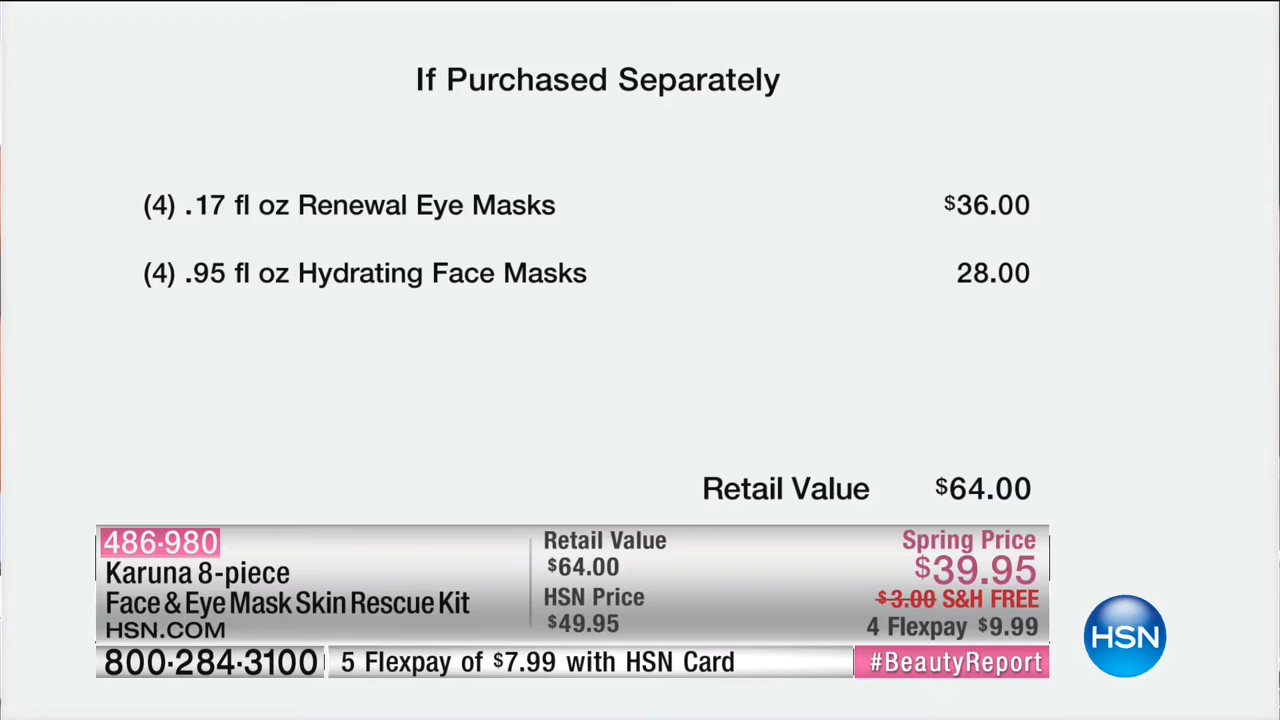 If Purchased Separately
(4) .17 fl oz Renewal Eye Masks $36.00
(4) .95 fl oz Hydrating Face Masks 28.00
Retail Value $64.00
486·980
Karuna 8-piece
Face & Eye Mask Skin Rescue Kit
HSN.COM
Retail Value
$64.00
HSN Price
$49.95
Spring Price
$39.95
$3.00 S&H FREE
4 Flexpay $9.99
HSN
800·284·3100
5 Flexpay of $7.99 with HSN Card
#BeautyReport